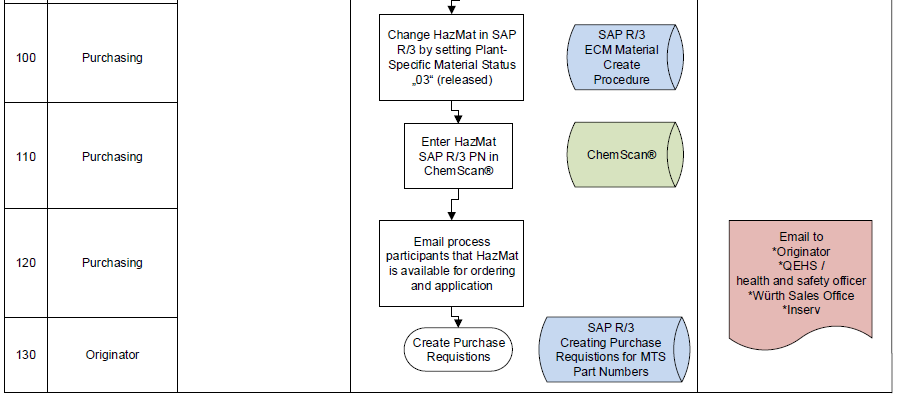 100
Purchasing
Change HazMat in SAP
R/3 by setting Plant-
Specific Material Status
„03“ (released)
SAP R/3
ECM Material
Create
Procedure
110
Purchasing
Enter HazMat
SAP R/3 PN in
ChemScan®
ChemScan®
120
Purchasing
Email process
participants that HazMat
is available for ordering
and application
Email to
*Originator
*QEHS /
health and safety officer
*Würth Sales Office
*Inserv
130
Originator
Create Purchase
Requistions
SAP R/3
Creating Purchase
Requistions for MTS
Part Numbers